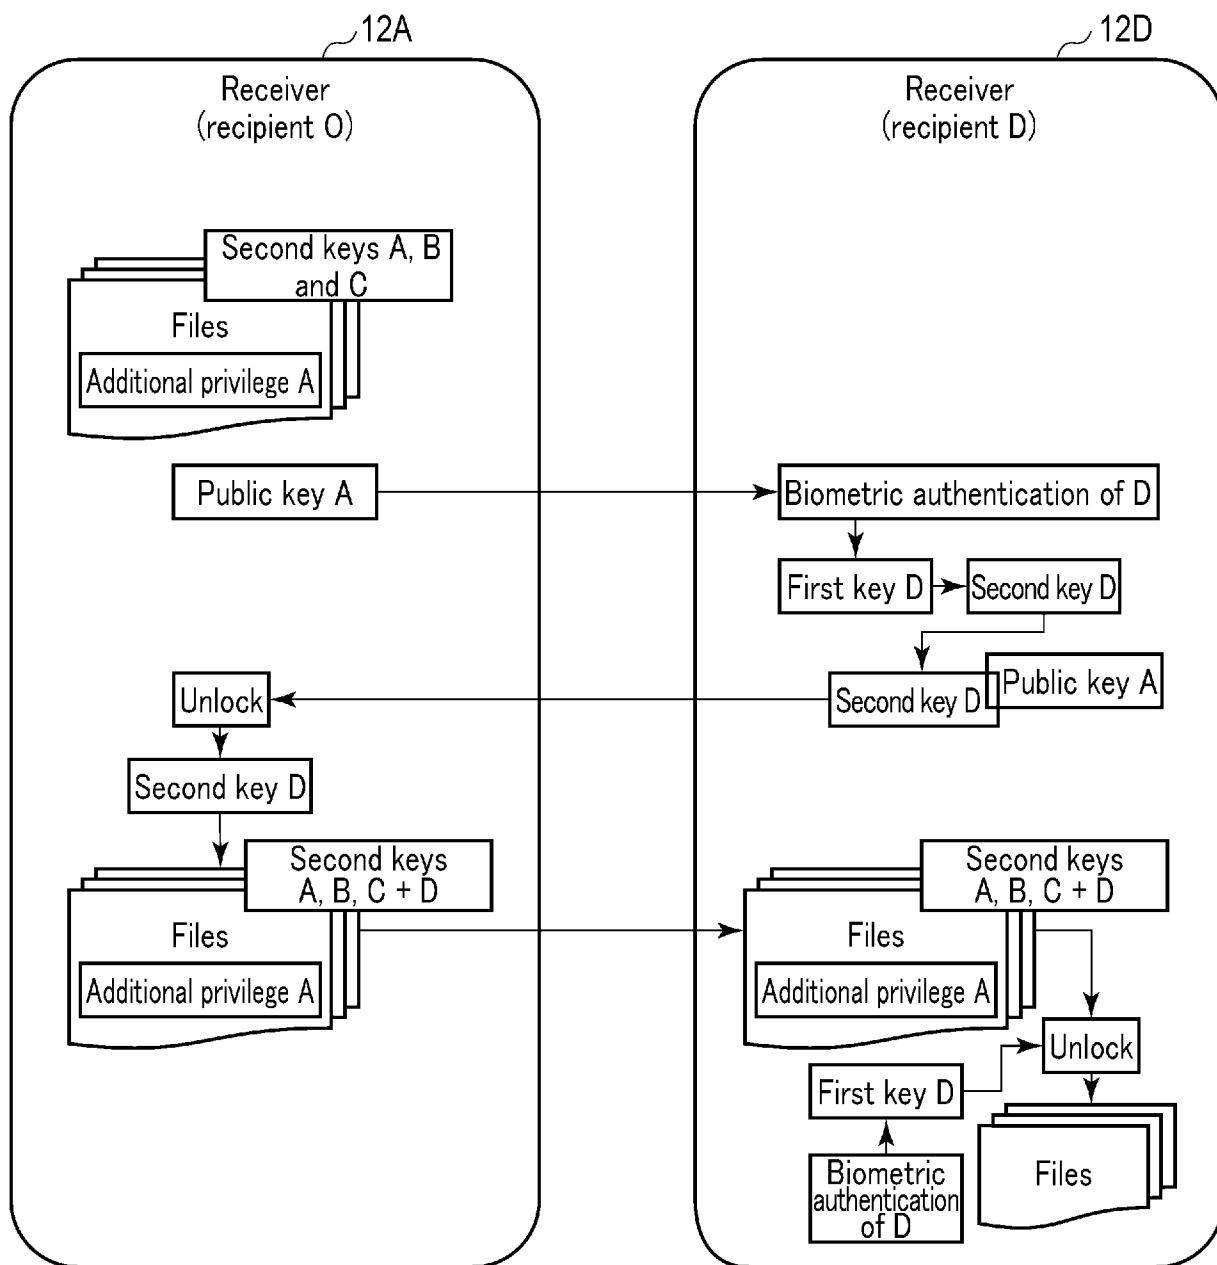 12A
12D
Receiver
(recipient O)
Receiver
(recipient D)
Second keys A, B
and C
Files
Additional privilege A
Public key A
Biometric authentication of D
First key D
Second key D
Public key A
Second key D
Unlock
Second key D
Second keys
A, B, C + D
Files
Additional privilege A
Second keys
A, B, C + D
Files
Additional privilege A
Unlock
First key D
Biometric
authentication
of D
Files